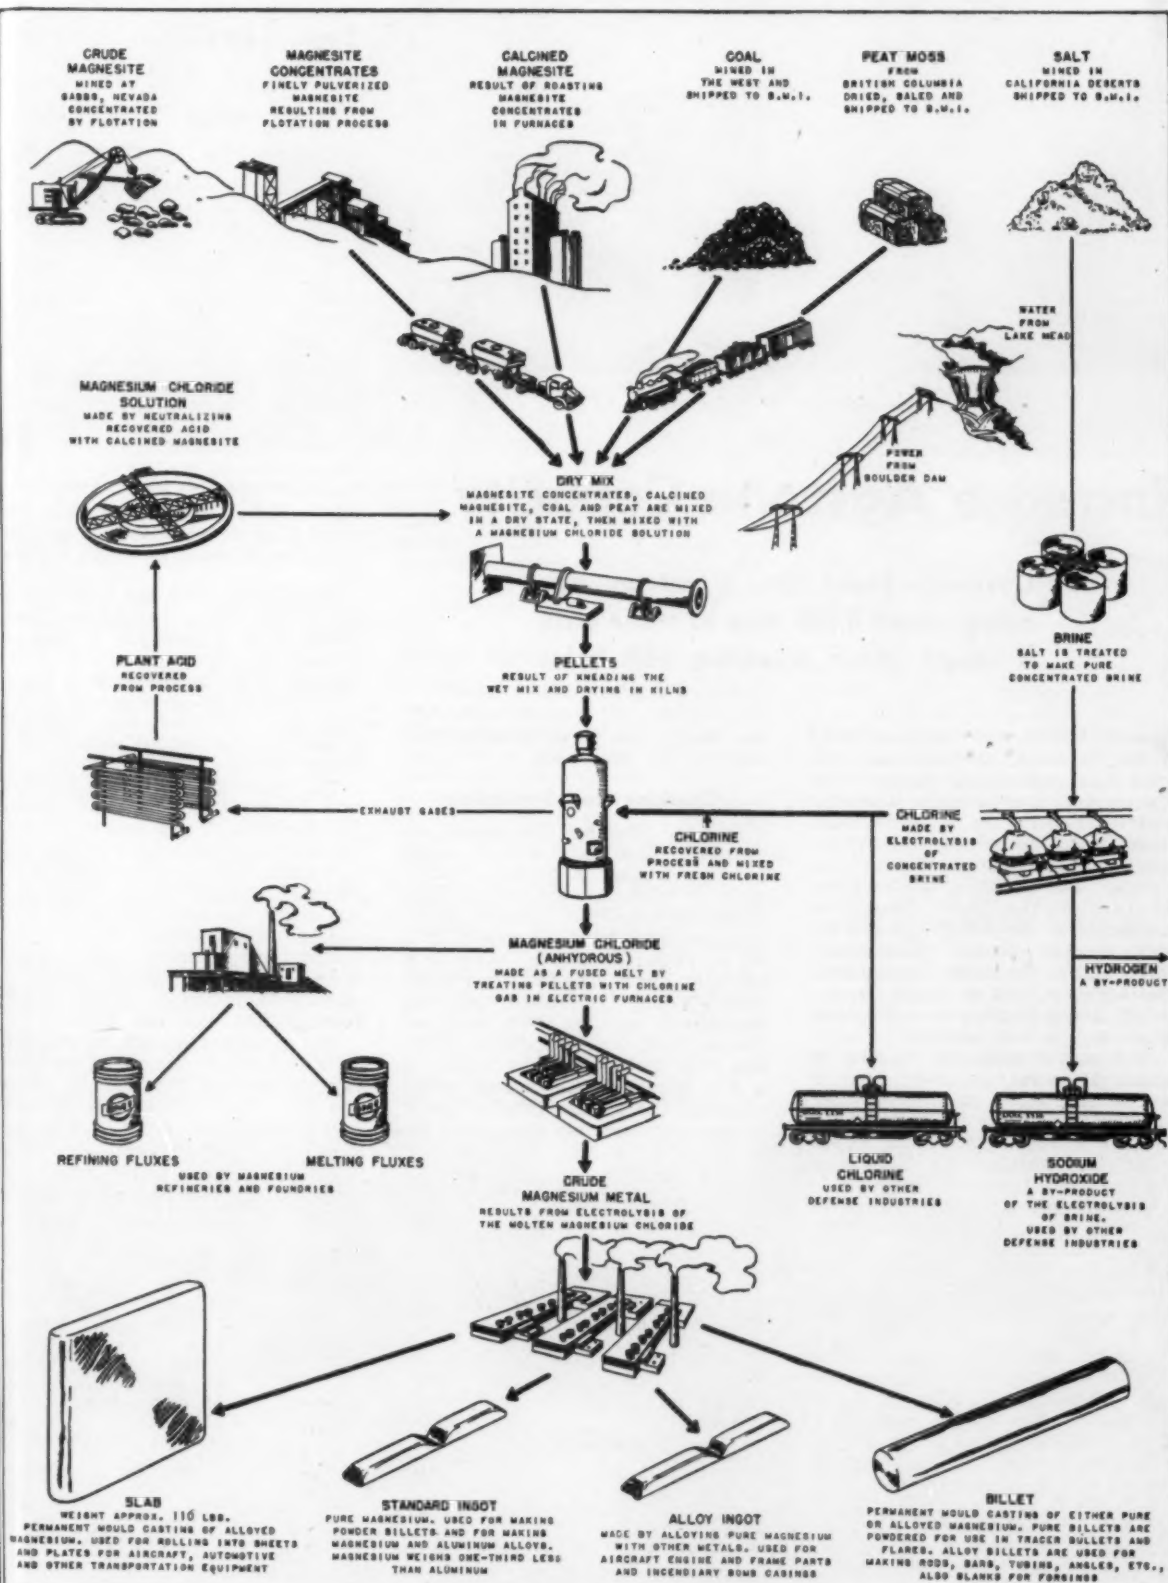 CRUDE
MAGNESITE
MINED AT
GABBS, NEVADA
CONCENTRATED
BY FLOTATION
MAGNESITE
CONCENTRATES
FINELY PULVERIZED
MAGNESITE
RESULTING FROM
FLOTATION PROCESS
CALCINED
MAGNESITE
RESULT OF ROASTING
MAGNESITE
CONCENTRATES
IN FURNACES
COAL
MINED IN
THE WEST AND
SHIPPED TO B.M.I.
PEAT MOSS
FROM
BRITISH COLUMBIA
DRIED, BALED AND
SHIPPED TO B.M.I.
SALT
MINED IN
CALIFORNIA DESERTS
SHIPPED TO B.M.I.
WATER
FROM
LAKE MEAD
POWER
FROM
BOULDER DAM
MAGNESIUM CHLORIDE
SOLUTION
MADE BY NEUTRALIZING
RECOVERED ACID
WITH CALCINED MAGNESITE
DRY MIX
MAGNESITE CONCENTRATES, CALCINED
MAGNESITE, COAL AND PEAT ARE MIXED
IN A DRY STATE, THEN MIXED WITH
A MAGNESIUM CHLORIDE SOLUTION
PLANT ACID
RECOVERED
FROM PROCESS
PELLETS
RESULT OF KNEADING THE
WET MIX AND DRYING IN KILNS
BRINE
SALT IS TREATED
TO MAKE PURE
CONCENTRATED BRINE
EXHAUST GASES
CHLORINE
RECOVERED FROM
PROCESS AND MIXED
WITH FRESH CHLORINE
CHLORINE
MADE BY
ELECTROLYSIS
OF
CONCENTRATED
BRINE
MAGNESIUM CHLORIDE
(ANHYDROUS)
MADE AS A FUSED MELT BY
TREATING PELLETS WITH CHLORINE
GAS IN ELECTRIC FURNACES
HYDROGEN
A BY-PRODUCT
REFINING FLUXES
MELTING FLUXES
USED BY MAGNESIUM
REFINERIES AND FOUNDRIES
CRUDE
MAGNESIUM METAL
RESULTS FROM ELECTROLYSIS OF
THE MOLTEN MAGNESIUM CHLORIDE
LIQUID
CHLORINE
USED BY OTHER
DEFENSE INDUSTRIES
SODIUM
HYDROXIDE
A BY-PRODUCT
OF THE ELECTROLYSIS
OF BRINE.
USED BY OTHER
DEFENSE INDUSTRIES
SLAB
WEIGHT APPROX. 110 LBS.
PERMANENT MOULD CASTING OF ALLOYED
MAGNESIUM. USED FOR ROLLING INTO SHEETS
AND PLATES FOR AIRCRAFT, AUTOMOTIVE
AND OTHER TRANSPORTATION EQUIPMENT
STANDARD INGOT
PURE MAGNESIUM. USED FOR MAKING
POWDER BILLETS AND FOR MAKING
MAGNESIUM AND ALUMINUM ALLOYS.
MAGNESIUM WEIGHS ONE-THIRD LESS
THAN ALUMINUM
ALLOY INGOT
MADE BY ALLOYING PURE MAGNESIUM
WITH OTHER METALS. USED FOR
AIRCRAFT ENGINE AND FRAME PARTS
AND INCENDIARY BOMB CASINGS
BILLET
PERMANENT MOULD CASTING OF EITHER PURE
OR ALLOYED MAGNESIUM. PURE BILLETS ARE
POWDERED FOR USE IN TRACER BULLETS AND
FLARES. ALLOY BILLETS ARE USED FOR
MAKING RODS, BARS, TUBING, ANGLES, ETC.,
ALSO BLANKS FOR FORGINGS